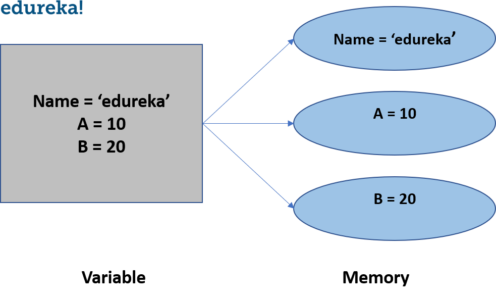 edureka!
Name = ‘edureka’
A = 10
B = 20
Name = ‘edureka’
A = 10
B = 20
Variable
Memory